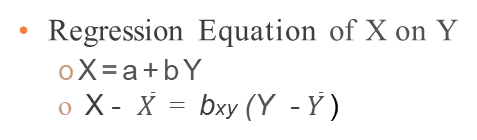 • Regression Equation of X on Y
o X = a + b Y
o X - X̄ = bxy (Y - Ȳ)